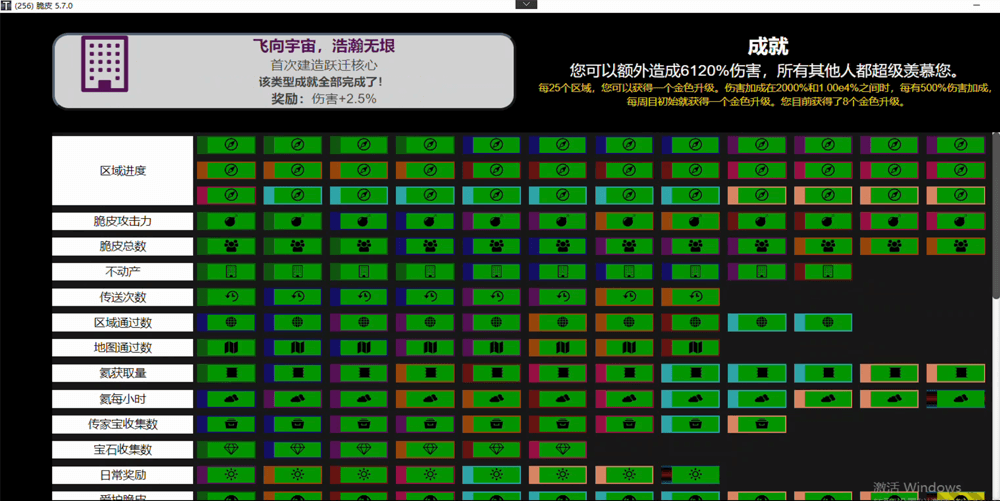 (256) 脆皮 5.7.0
飞向宇宙，浩瀚无垠
首次建造跃迁核心
该类型成就全部完成了！
奖励：伤害+2.5%
成就
您可以额外造成6120%伤害，所有其他人都超级羡慕您。
每25个区域，您可以获得一个金色升级。伤害加成在2000%和1.00e4%之间时，每有500%伤害加成，
每周目初始就获得一个金色升级。您目前获得了8个金色升级。
区域进度
脆皮攻击力
脆皮总数
不动产
传送次数
区域通过数
地图通过数
氦获取量
氦每小时
传家宝收集数
宝石收集数
日常奖励
爱护脆皮
激活 Windows